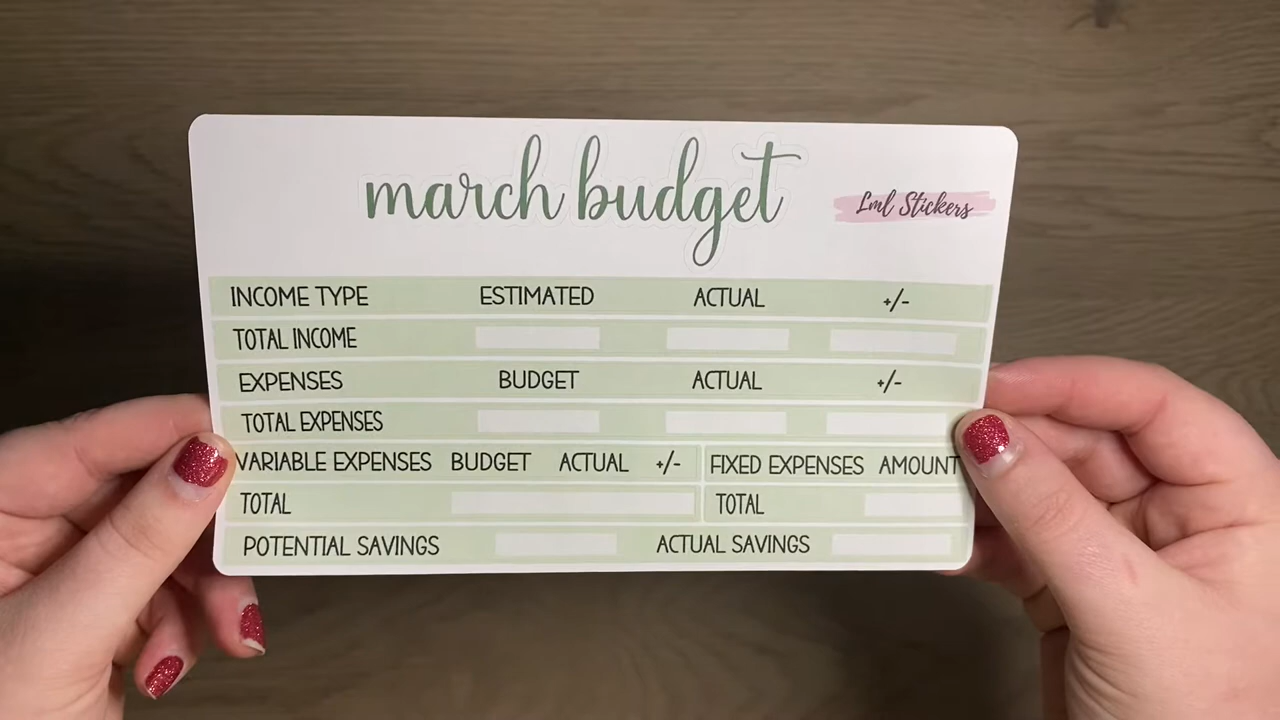 march budget
Lml Stickers
INCOME TYPE ESTIMATED ACTUAL +/-
TOTAL INCOME
EXPENSES BUDGET ACTUAL +/-
TOTAL EXPENSES
VARIABLE EXPENSES BUDGET ACTUAL +/- FIXED EXPENSES AMOUNT
TOTAL TOTAL
POTENTIAL SAVINGS ACTUAL SAVINGS